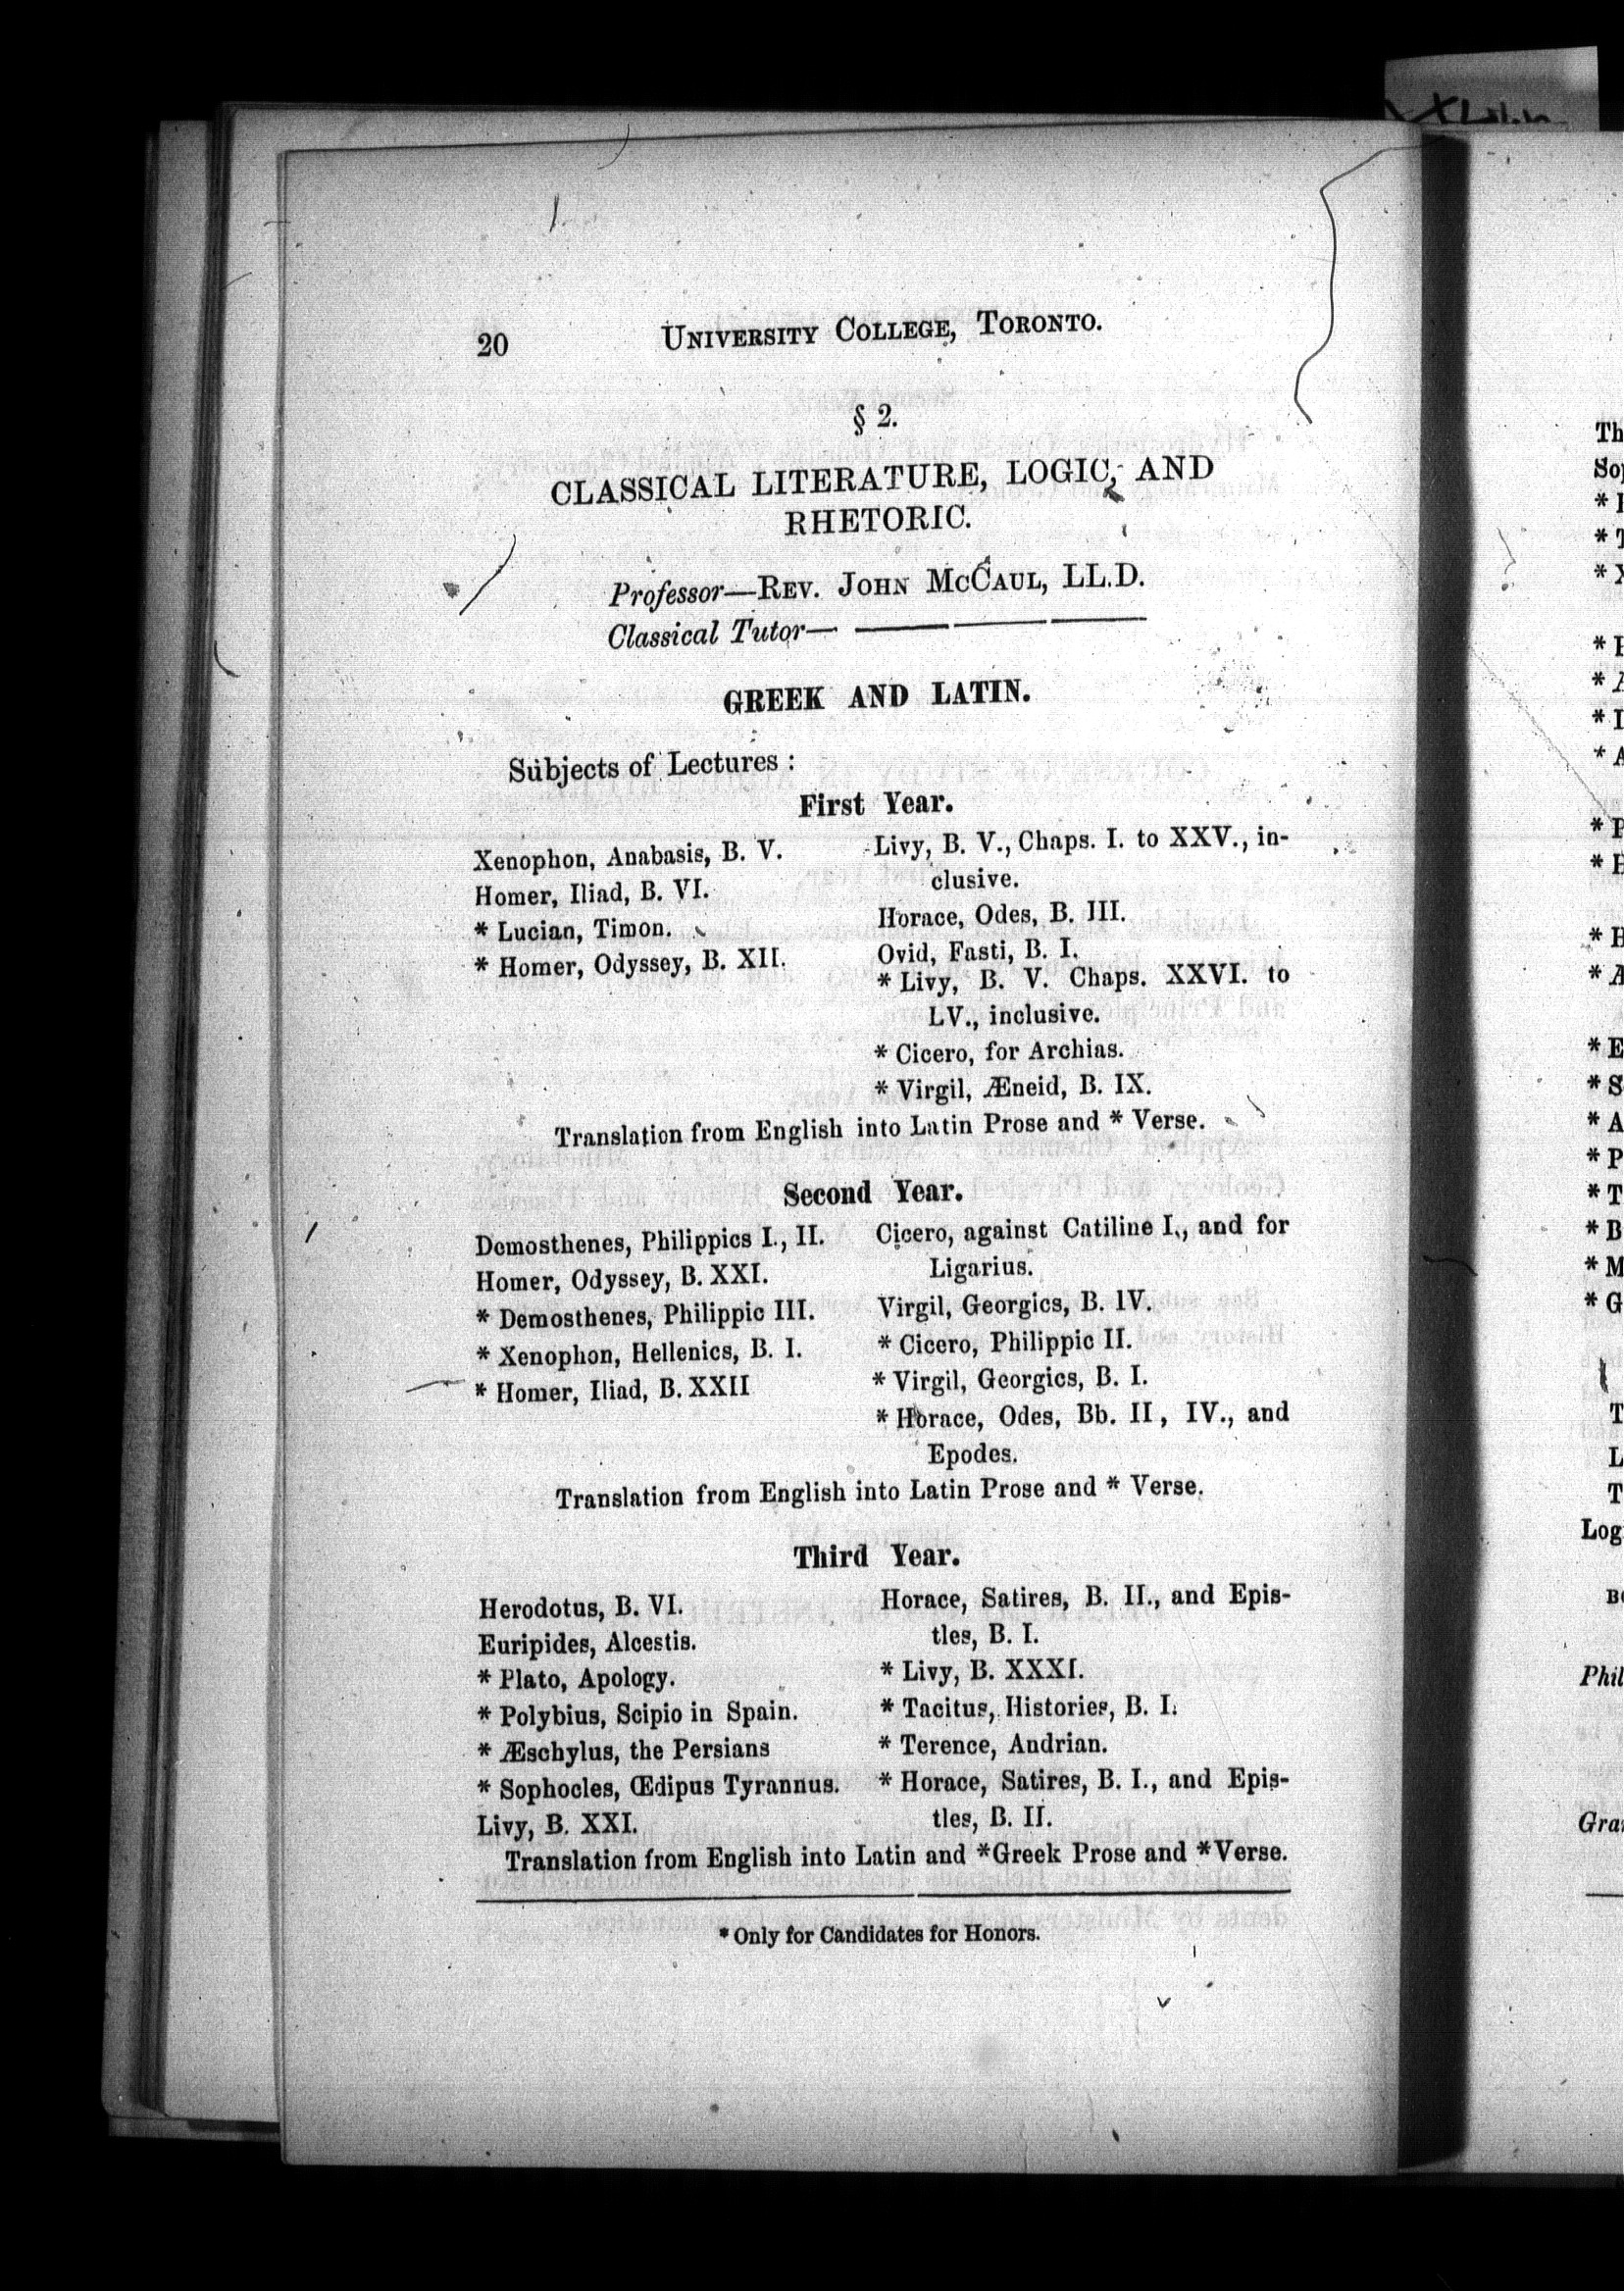 20
UNIVERSITY COLLEGE, TORONTO.
§ 2.
CLASSICAL LITERATURE, LOGIC, AND
RHETORIC.
Professor—REV. JOHN MCCAUL, LL.D.
Classical Tutor—
GREEK AND LATIN.
Subjects of Lectures :
First Year.
Xenophon, Anabasis, B. V.
Homer, Iliad, B. VI.
* Lucian, Timon.
* Homer, Odyssey, B. XII.
Livy, B. V., Chaps. I. to XXV., in-
clusive.
Horace, Odes, B. III.
Ovid, Fasti, B. I.
* Livy, B. V. Chaps. XXVI. to
LV., inclusive.
* Cicero, for Archias.
* Virgil, Æneid, B. IX.
Translation from English into Latin Prose and * Verse.
Second Year.
Demosthenes, Philippics I., II.
Homer, Odyssey, B. XXI.
* Demosthenes, Philippic III.
* Xenophon, Hellenics, B. I.
* Homer, Iliad, B. XXII
Cicero, against Catiline I., and for
Ligarius.
Virgil, Georgics, B. IV.
* Cicero, Philippic II.
* Virgil, Georgics, B. I.
* Horace, Odes, Bb. II, IV., and
Epodes.
Translation from English into Latin Prose and * Verse.
Third Year.
Herodotus, B. VI.
Euripides, Alcestis.
* Plato, Apology.
* Polybius, Scipio in Spain.
* Æschylus, the Persians
* Sophocles, Œdipus Tyrannus.
Livy, B. XXI.
Horace, Satires, B. II., and Epis-
tles, B. I.
* Livy, B. XXXI.
* Tacitus, Histories, B. I.
* Terence, Andrian.
* Horace, Satires, B. I., and Epis-
tles, B. II.
Translation from English into Latin and *Greek Prose and *Verse.
* Only for Candidates for Honors.